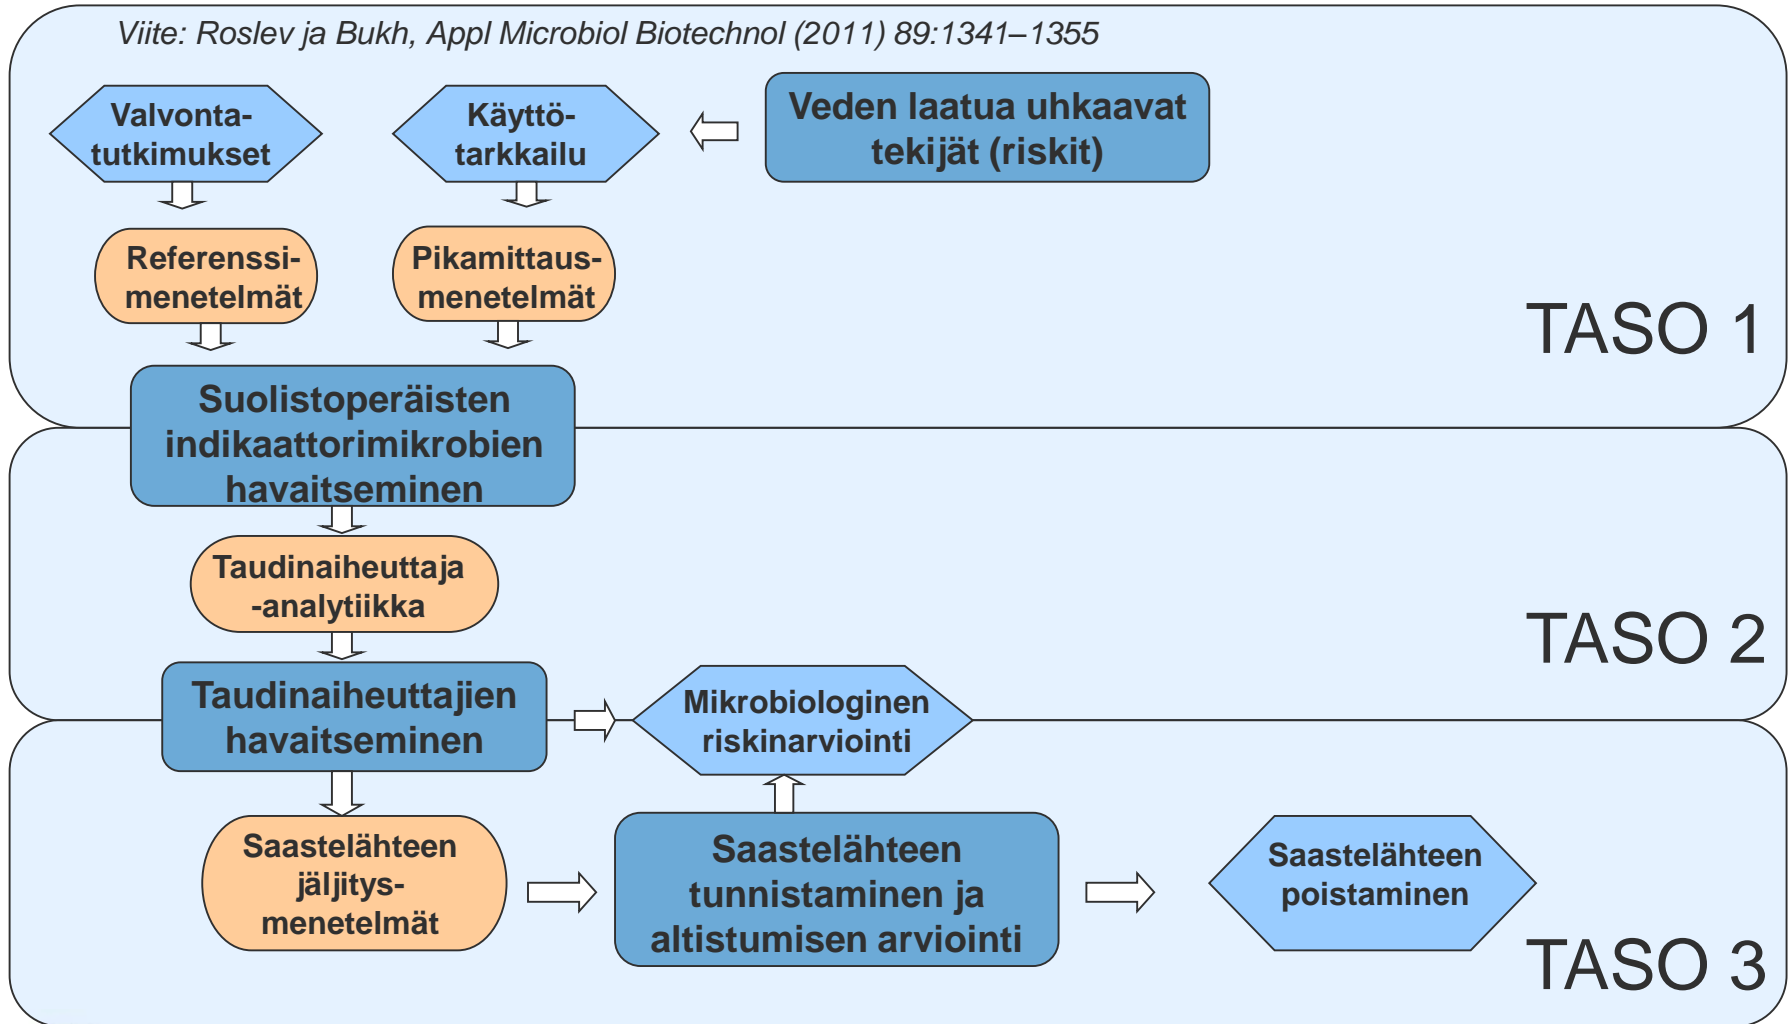 Viite: Roslev ja Bukh, Appl Microbiol Biotechnol (2011) 89:1341–1355
Valvonta-
tutkimukset
Käyttö-
tarkkailu
Veden laatua uhkaavat
tekijät (riskit)
Referenssi-
menetelmät
Pikamittaus-
menetelmät
TASO 1
Suolistoperäisten
indikaattorimikrobien
havaitseminen
Taudinaiheuttaja
-analytiikka
TASO 2
Taudinaiheuttajien
havaitseminen
Mikrobiologinen
riskinarviointi
Saastelähteen
jäljitys-
menetelmät
Saastelähteen
tunnistaminen ja
altistumisen arviointi
Saastelähteen
poistaminen
TASO 3